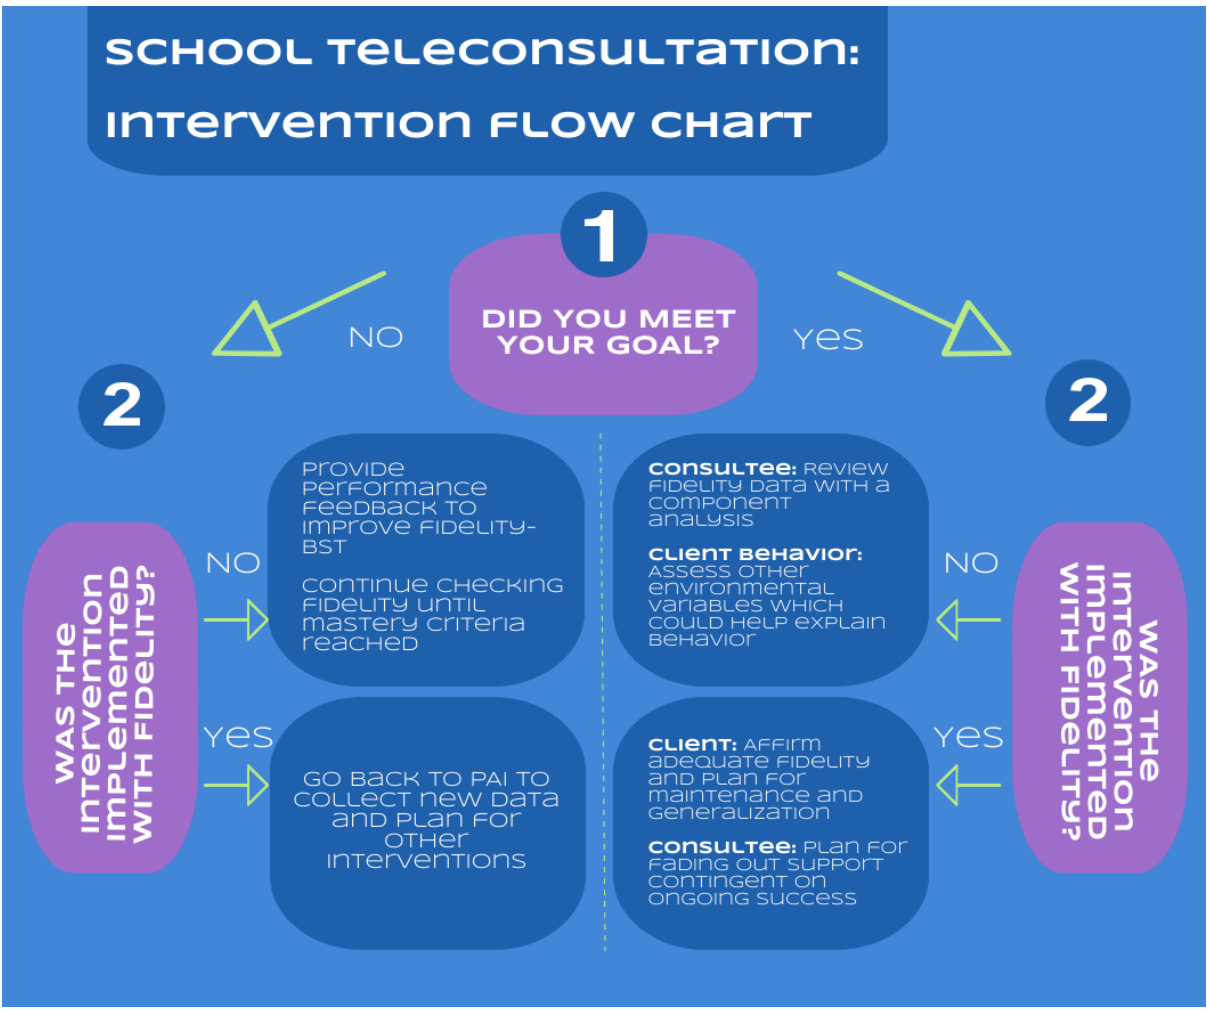 SCHOOL TELECONSULTATION:
INTERVENTION FLOW CHART
1
DID YOU MEET
YOUR GOAL?
NO
Yes
2
2
WAS THE
INTERVENTION
IMPLEMENTED
WITH FIDELITY?
NO
PROVIDE
PERFORMANCE
FEEDBACK TO
IMPROVE FIDELITY-
BST
CONTINUE CHECKING
FIDELITY UNTIL
MASTERY CRITERIA
REACHED
Yes
GO BACK TO PAI TO
COLLECT NEW DATA
AND PLAN FOR
OTHER
INTERVENTIONS
CONSULTEE: REVIEW
FIDELITY DATA WITH A
COMPONENT
ANALYSIS
CLIENT BEHAVIOR:
ASSESS OTHER
ENVIRONMENTAL
VARIABLES WHICH
COULD HELP EXPLAIN
BEHAVIOR
NO
CLIENT: AFFIRM
ADEQUATE FIDELITY
AND PLAN FOR
MAINTENANCE AND
GENERALIZATION
CONSULTEE: PLAN FOR
FADING OUT SUPPORT
CONTINGENT ON
ONGOING SUCCESS
Yes
WAS THE
INTERVENTION
IMPLEMENTED
WITH FIDELITY?